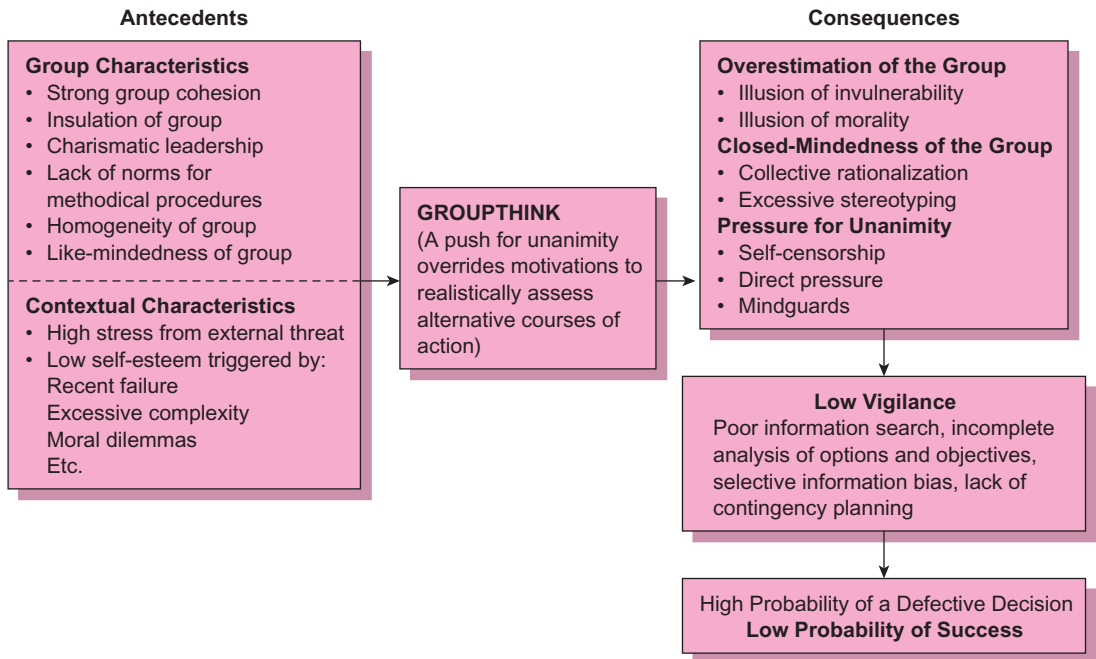 Antecedents
Group Characteristics
• Strong group cohesion
• Insulation of group
• Charismatic leadership
• Lack of norms for
methodical procedures
• Homogeneity of group
• Like-mindedness of group
Contextual Characteristics
• High stress from external threat
• Low self-esteem triggered by:
Recent failure
Excessive complexity
Moral dilemmas
Etc.
GROUPTHINK
(A push for unanimity
overrides motivations to
realistically assess
alternative courses of
action)
Consequences
Overestimation of the Group
• Illusion of invulnerability
• Illusion of morality
Closed-Mindedness of the Group
• Collective rationalization
• Excessive stereotyping
Pressure for Unanimity
• Self-censorship
• Direct pressure
• Mindguards
Low Vigilance
Poor information search, incomplete
analysis of options and objectives,
selective information bias, lack of
contingency planning
High Probability of a Defective Decision
Low Probability of Success